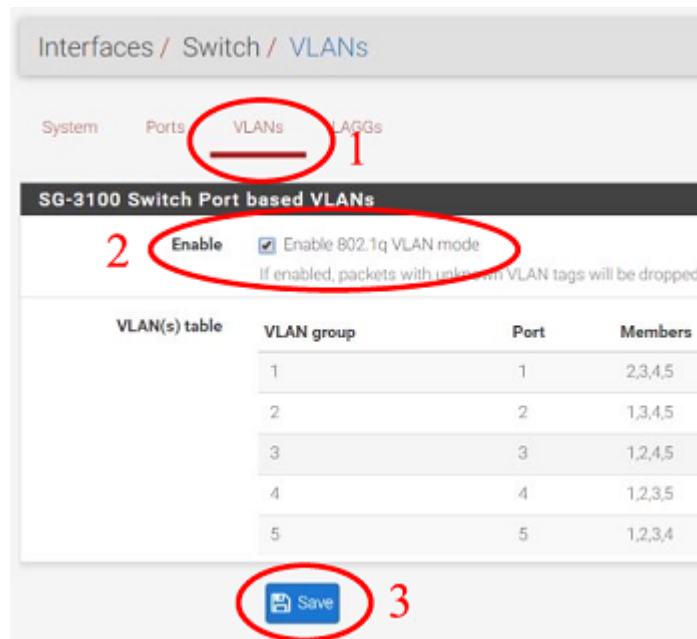 Interfaces / Switch / VLANs
System Ports VLANs LAGGs
1
SG-3100 Switch Port based VLANs
2 Enable Enable 802.1q VLAN mode
If enabled, packets with unknown VLAN tags will be dropped
VLAN(s) table VLAN group Port Members
1 1 2,3,4,5
2 2 1,3,4,5
3 3 1,2,4,5
4 4 1,2,3,5
5 5 1,2,3,4
Save 3